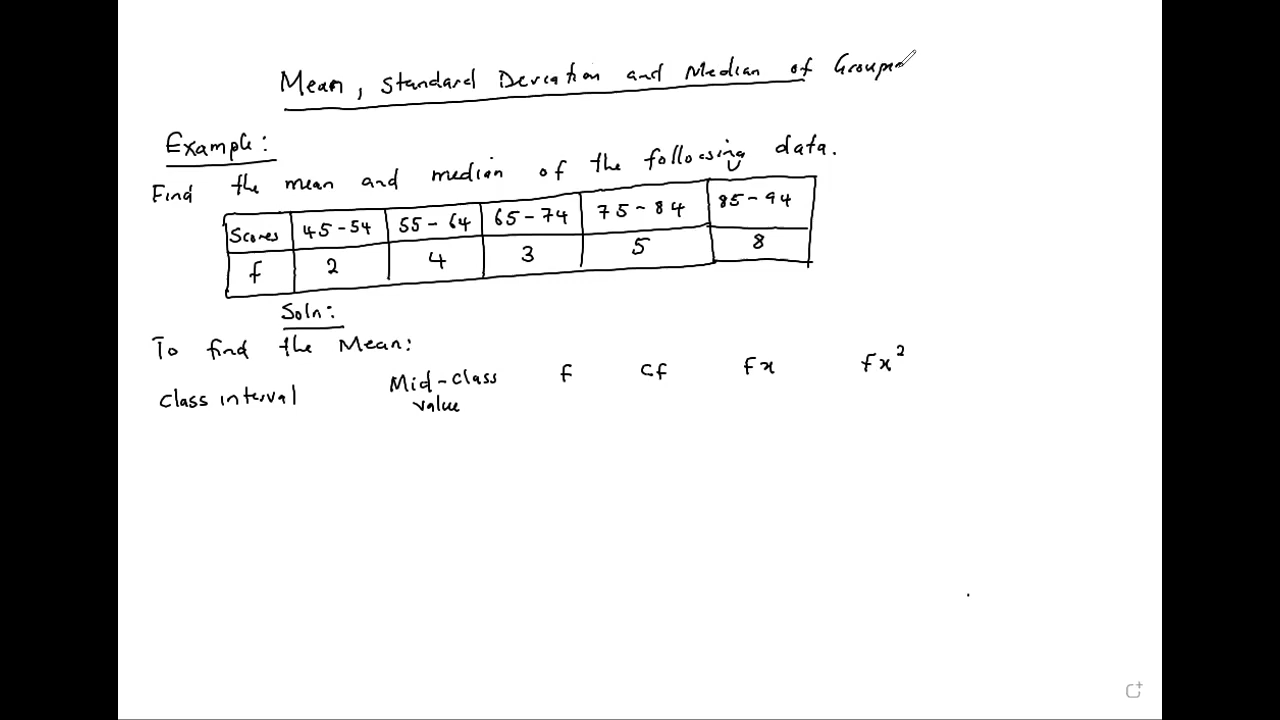 Mean, Standard Deviation and Median of Grouped
Example:
Find the mean and median of the following data.
Scores 45-54 55-64 65-74 75-84 85-94
f 2 4 3 5 8
Soln:
To find the Mean:
Class interval Mid-class value f Cf fx fx²